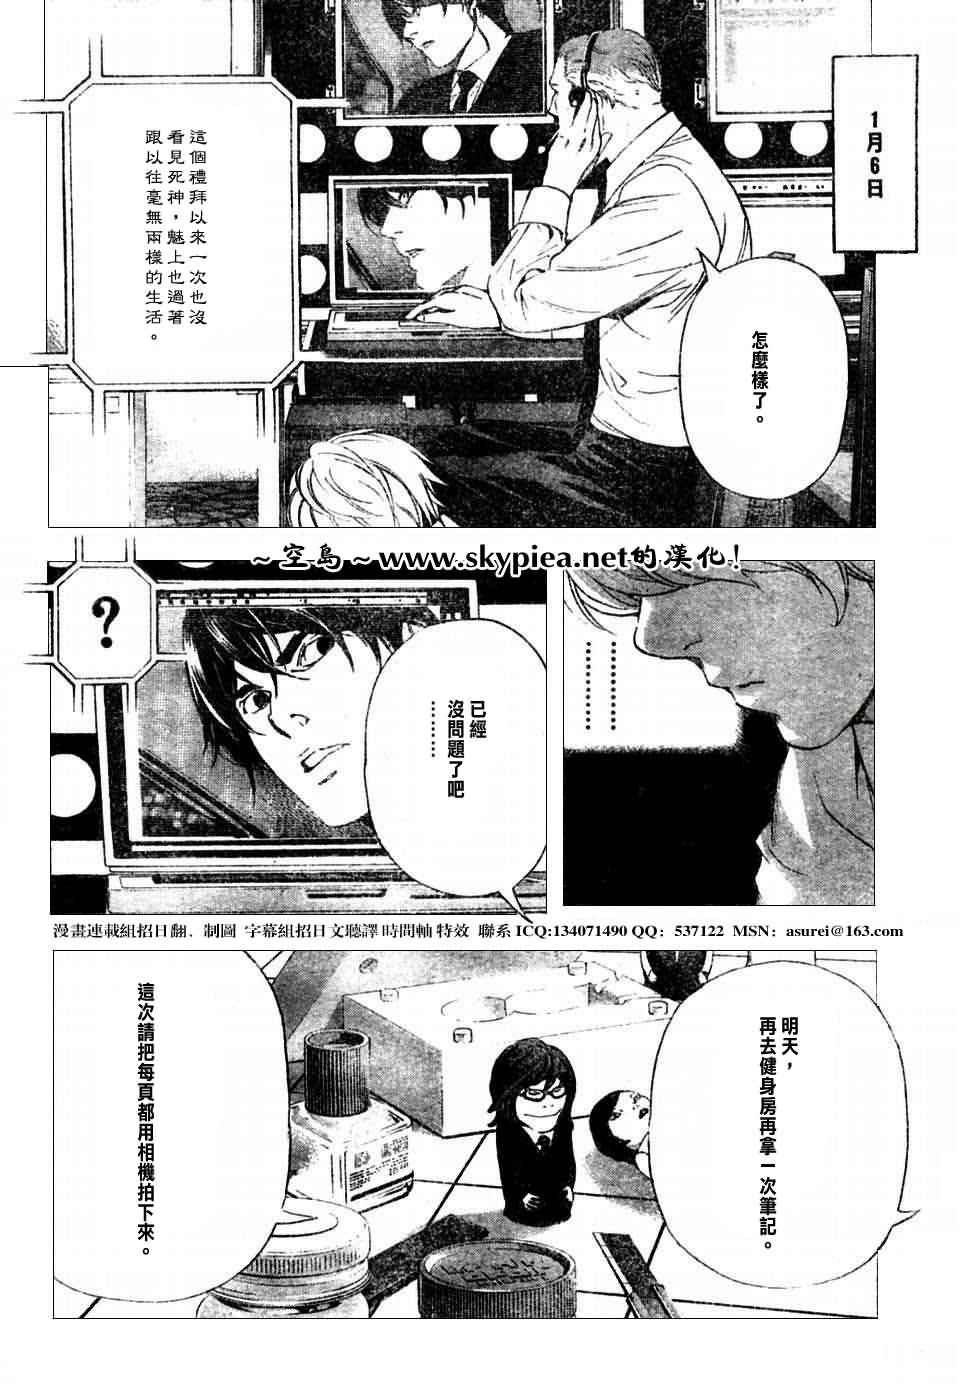 1月6日
這個禮拜以來一次也沒
看見死神，魅上也過著
跟以往毫無兩樣的生活。
怎麼樣了。
～空島～www.skypiea.net的漢化!
…………
…………
?
已經
沒問題了吧
………
漫畫連載組招日翻、制圖 字幕組招日文聽譯 時間軸 特效 聯系 ICQ:134071490 QQ：537122 MSN：asurei@163.com
明天，
再去健身房再拿一次筆記。
這次請把每頁都用相機拍下來。